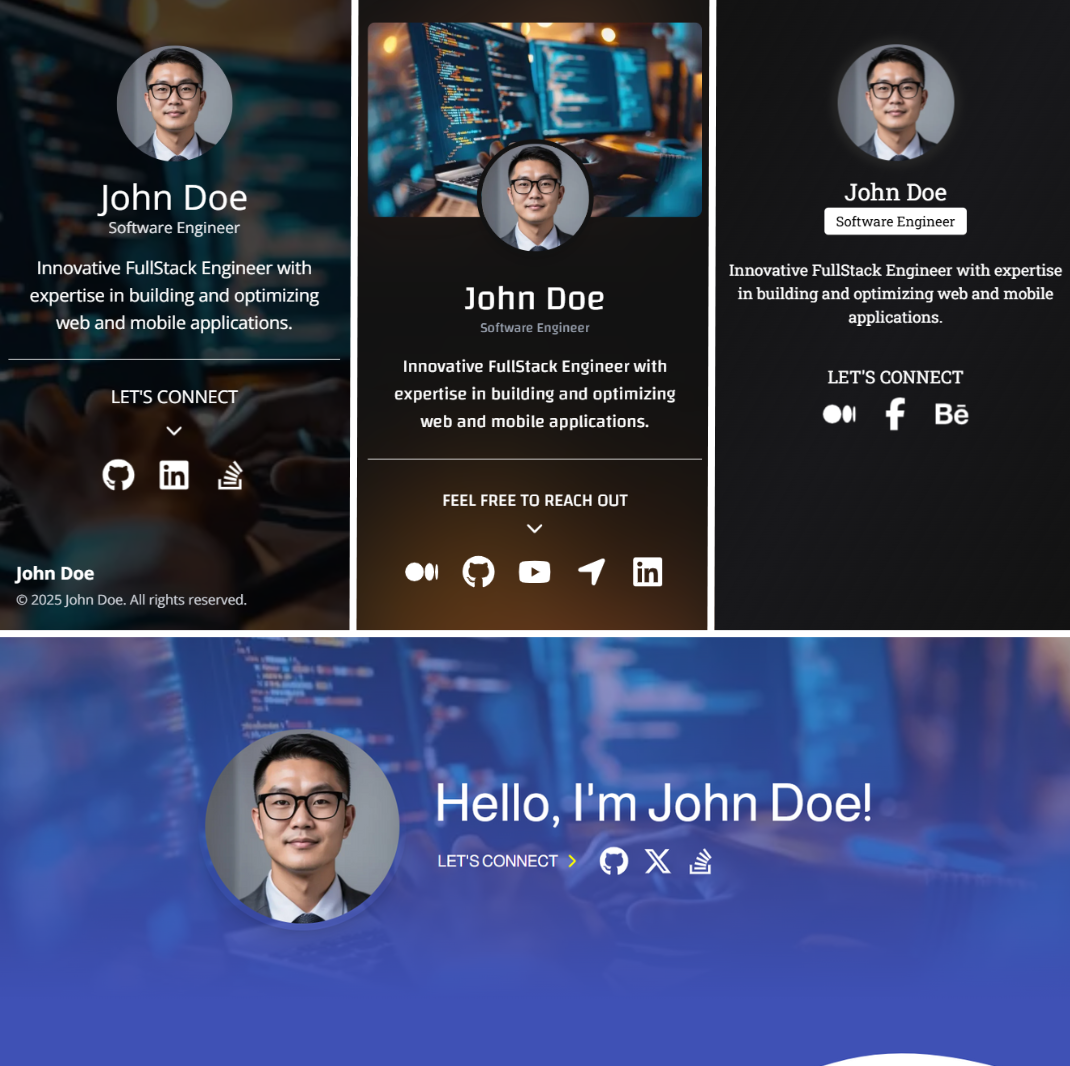 John Doe
Software Engineer
Innovative FullStack Engineer with
expertise in building and optimizing
web and mobile applications.
LET'S CONNECT
in
John Doe
© 2025 John Doe. All rights reserved.
John Doe
Software Engineer
Innovative FullStack Engineer with
expertise in building and optimizing
web and mobile applications.
FEEL FREE TO REACH OUT
in
John Doe
Software Engineer
Innovative FullStack Engineer with expertise
in building and optimizing web and mobile
applications.
LET'S CONNECT
f Bē
Hello, I'm John Doe!
LET'S CONNECT X